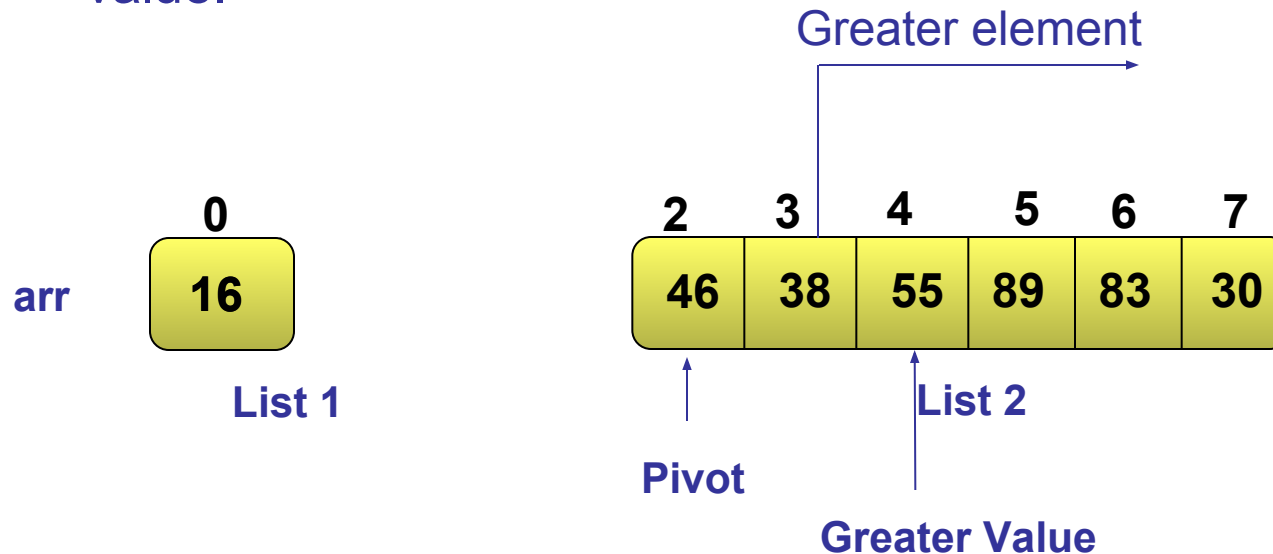 value.
Greater element
0 2 3 4 5 6 7
arr 16 46 38 55 89 83 30
List 1 List 2
Pivot
Greater Value